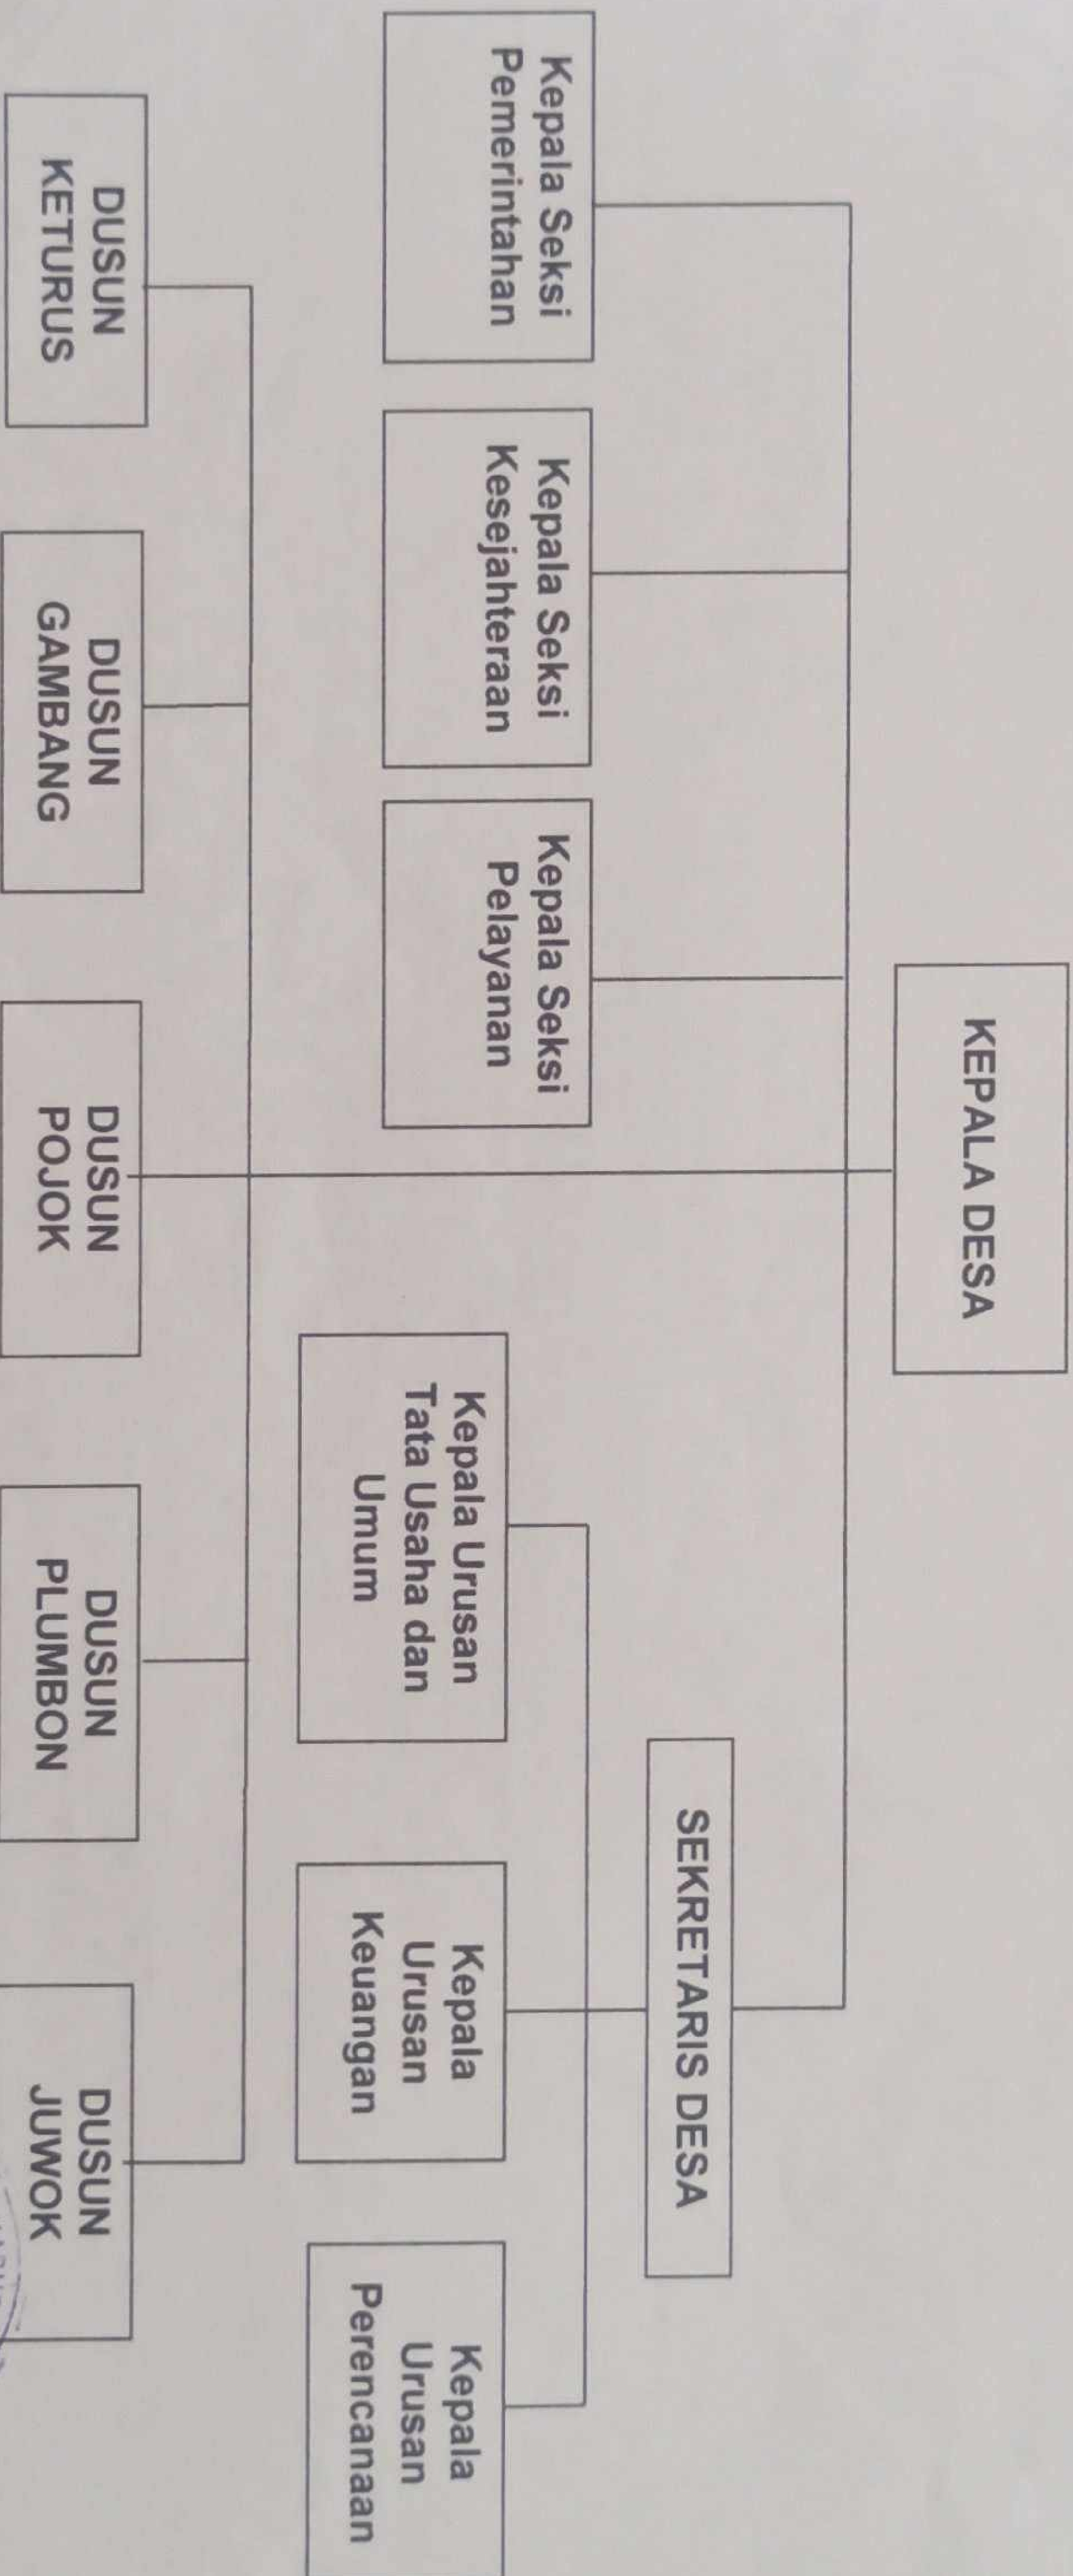 KEPALA DESA
SEKRETARIS DESA
Kepala Seksi
Pemerintahan
Kepala Seksi
Kesejahteraan
Kepala Seksi
Pelayanan
Kepala Urusan
Tata Usaha dan
Umum
Kepala
Urusan
Keuangan
Kepala
Urusan
Perencanaan
DUSUN
KETURUS
DUSUN
GAMBANG
DUSUN
POJOK
DUSUN
PLUMBON
DUSUN
JUWOK